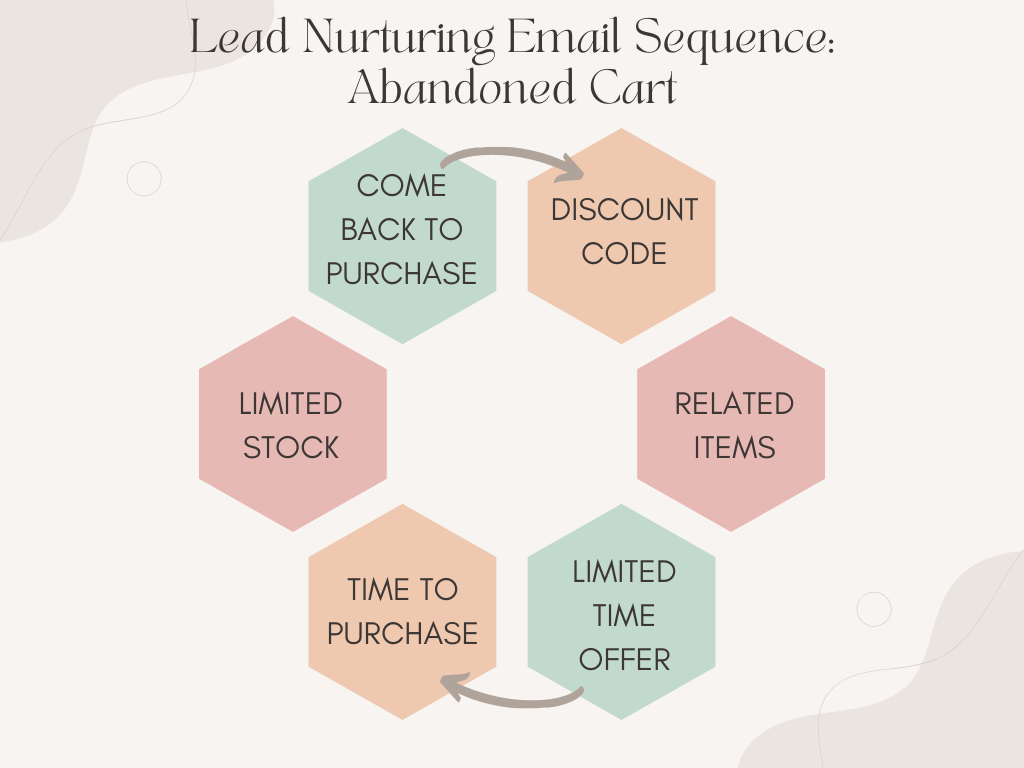 Lead Nurturing Email Sequence:
Abandoned Cart
COME
BACK TO
PURCHASE
DISCOUNT
CODE
RELATED
ITEMS
LIMITED
TIME
OFFER
TIME TO
PURCHASE
LIMITED
STOCK